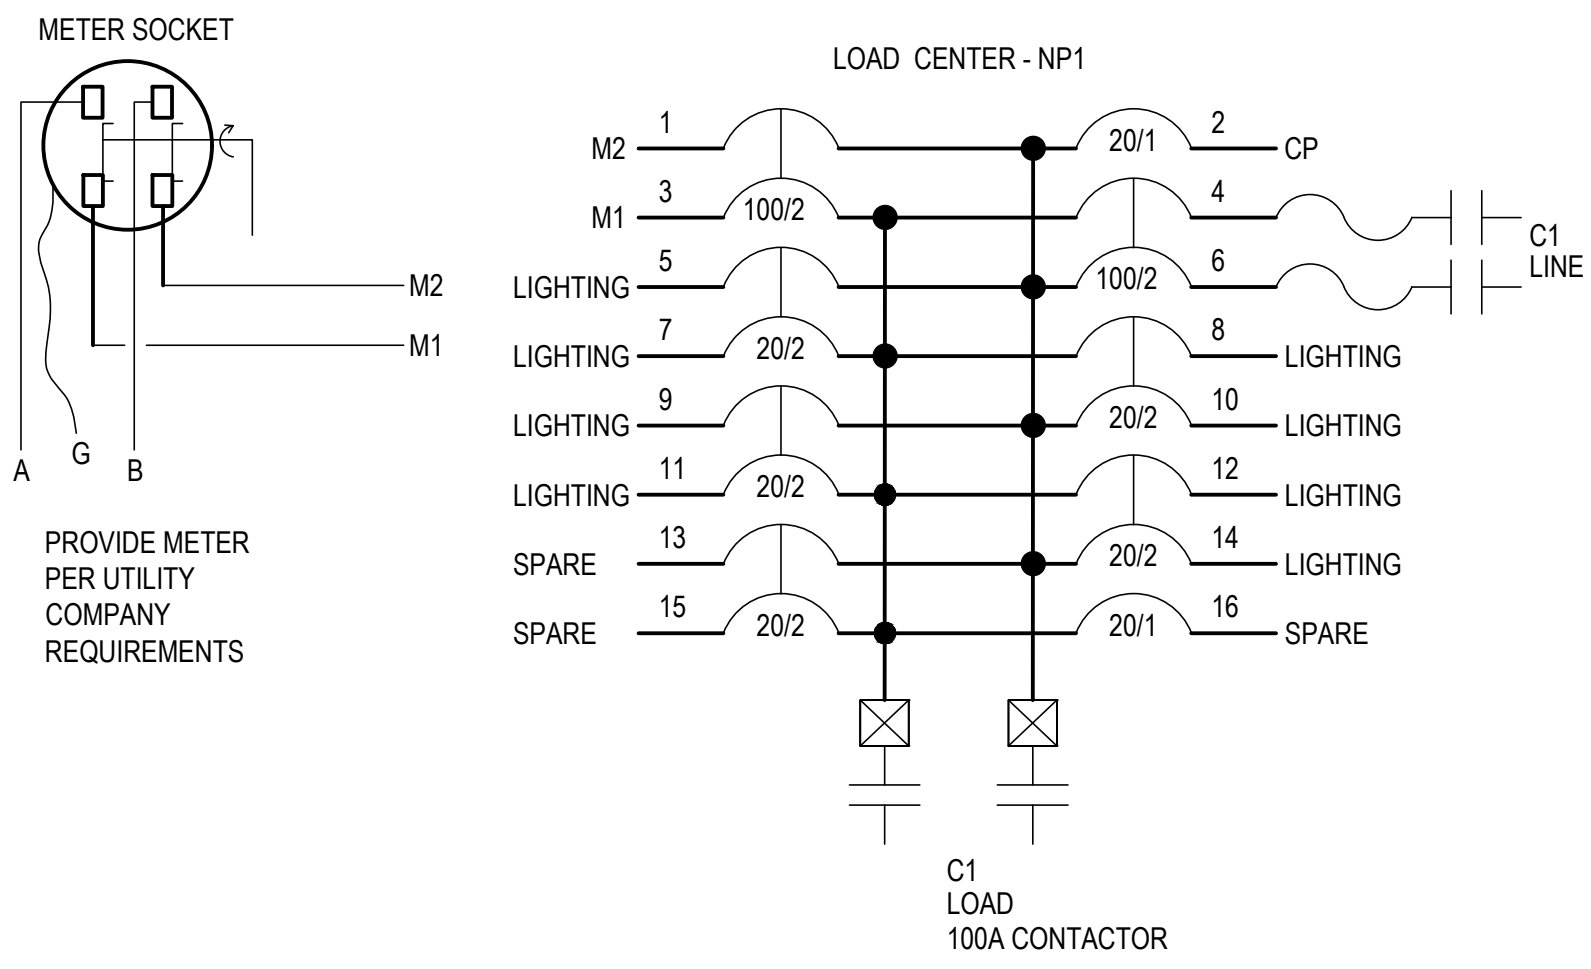 METER SOCKET
A
G
B
M2
M1
PROVIDE METER
PER UTILITY
COMPANY
REQUIREMENTS
LOAD CENTER - NP1
M2 1 20/1 2 CP
M1 3 100/2 4
LIGHTING 5 100/2 6
C1
LINE
LIGHTING 7 20/2 8 LIGHTING
LIGHTING 9 20/2 10 LIGHTING
LIGHTING 11 20/2 12 LIGHTING
SPARE 13 20/2 14 LIGHTING
SPARE 15 20/2 20/1 16 SPARE
C1
LOAD
100A CONTACTOR